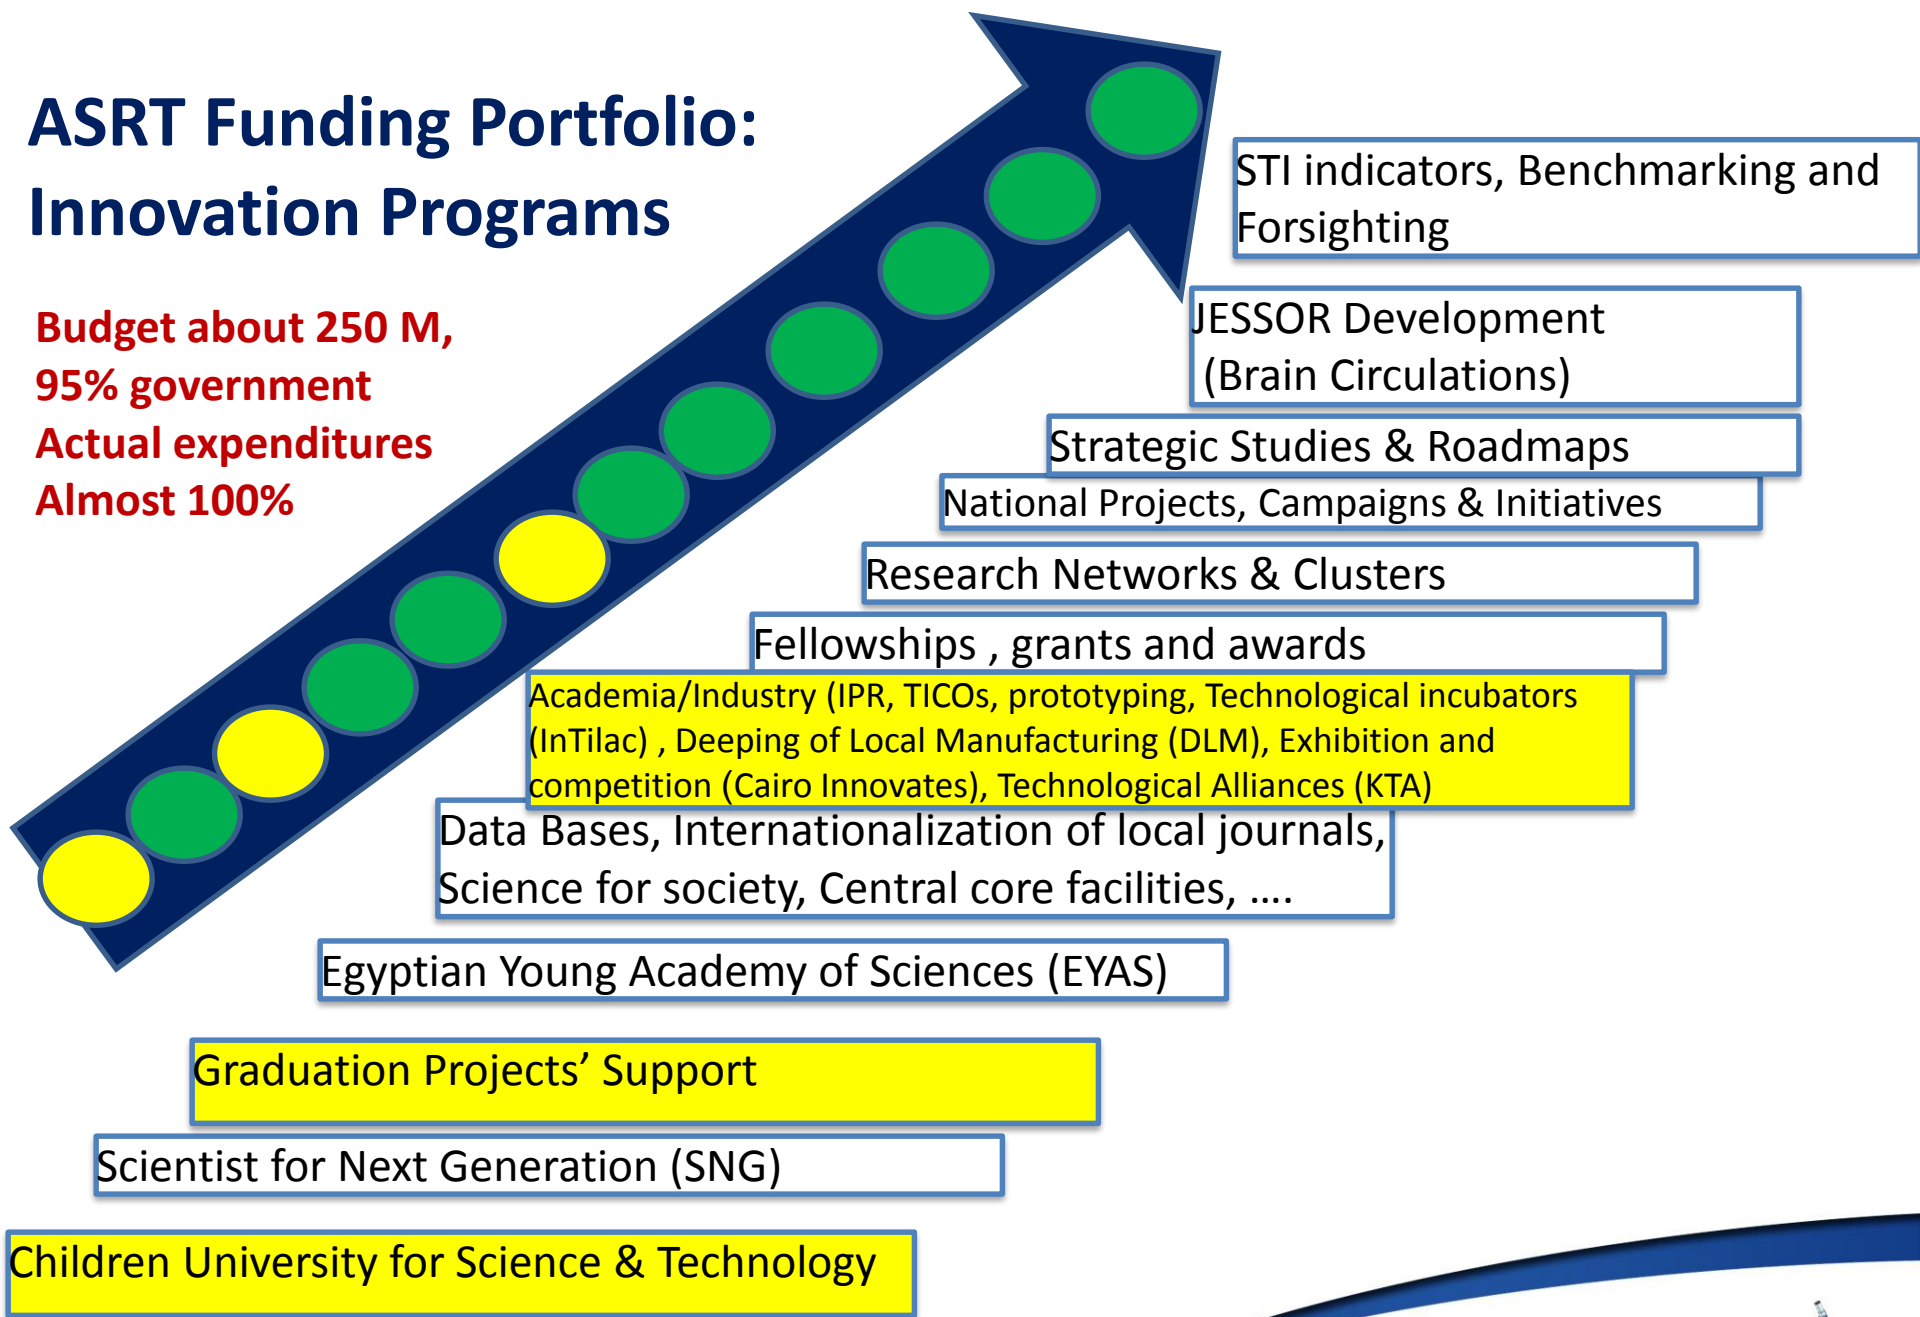 ASRT Funding Portfolio:
Innovation Programs
Budget about 250 M,
95% government
Actual expenditures
Almost 100%
STI indicators, Benchmarking and
Forsighting
JESSOR Development
(Brain Circulations)
Strategic Studies & Roadmaps
National Projects, Campaigns & Initiatives
Research Networks & Clusters
Fellowships , grants and awards
Academia/Industry (IPR, TICOs, prototyping, Technological incubators
(InTilac) , Deeping of Local Manufacturing (DLM), Exhibition and
competition (Cairo Innovates), Technological Alliances (KTA)
Data Bases, Internationalization of local journals,
Science for society, Central core facilities, ....
Egyptian Young Academy of Sciences (EYAS)
Graduation Projects’ Support
Scientist for Next Generation (SNG)
Children University for Science & Technology